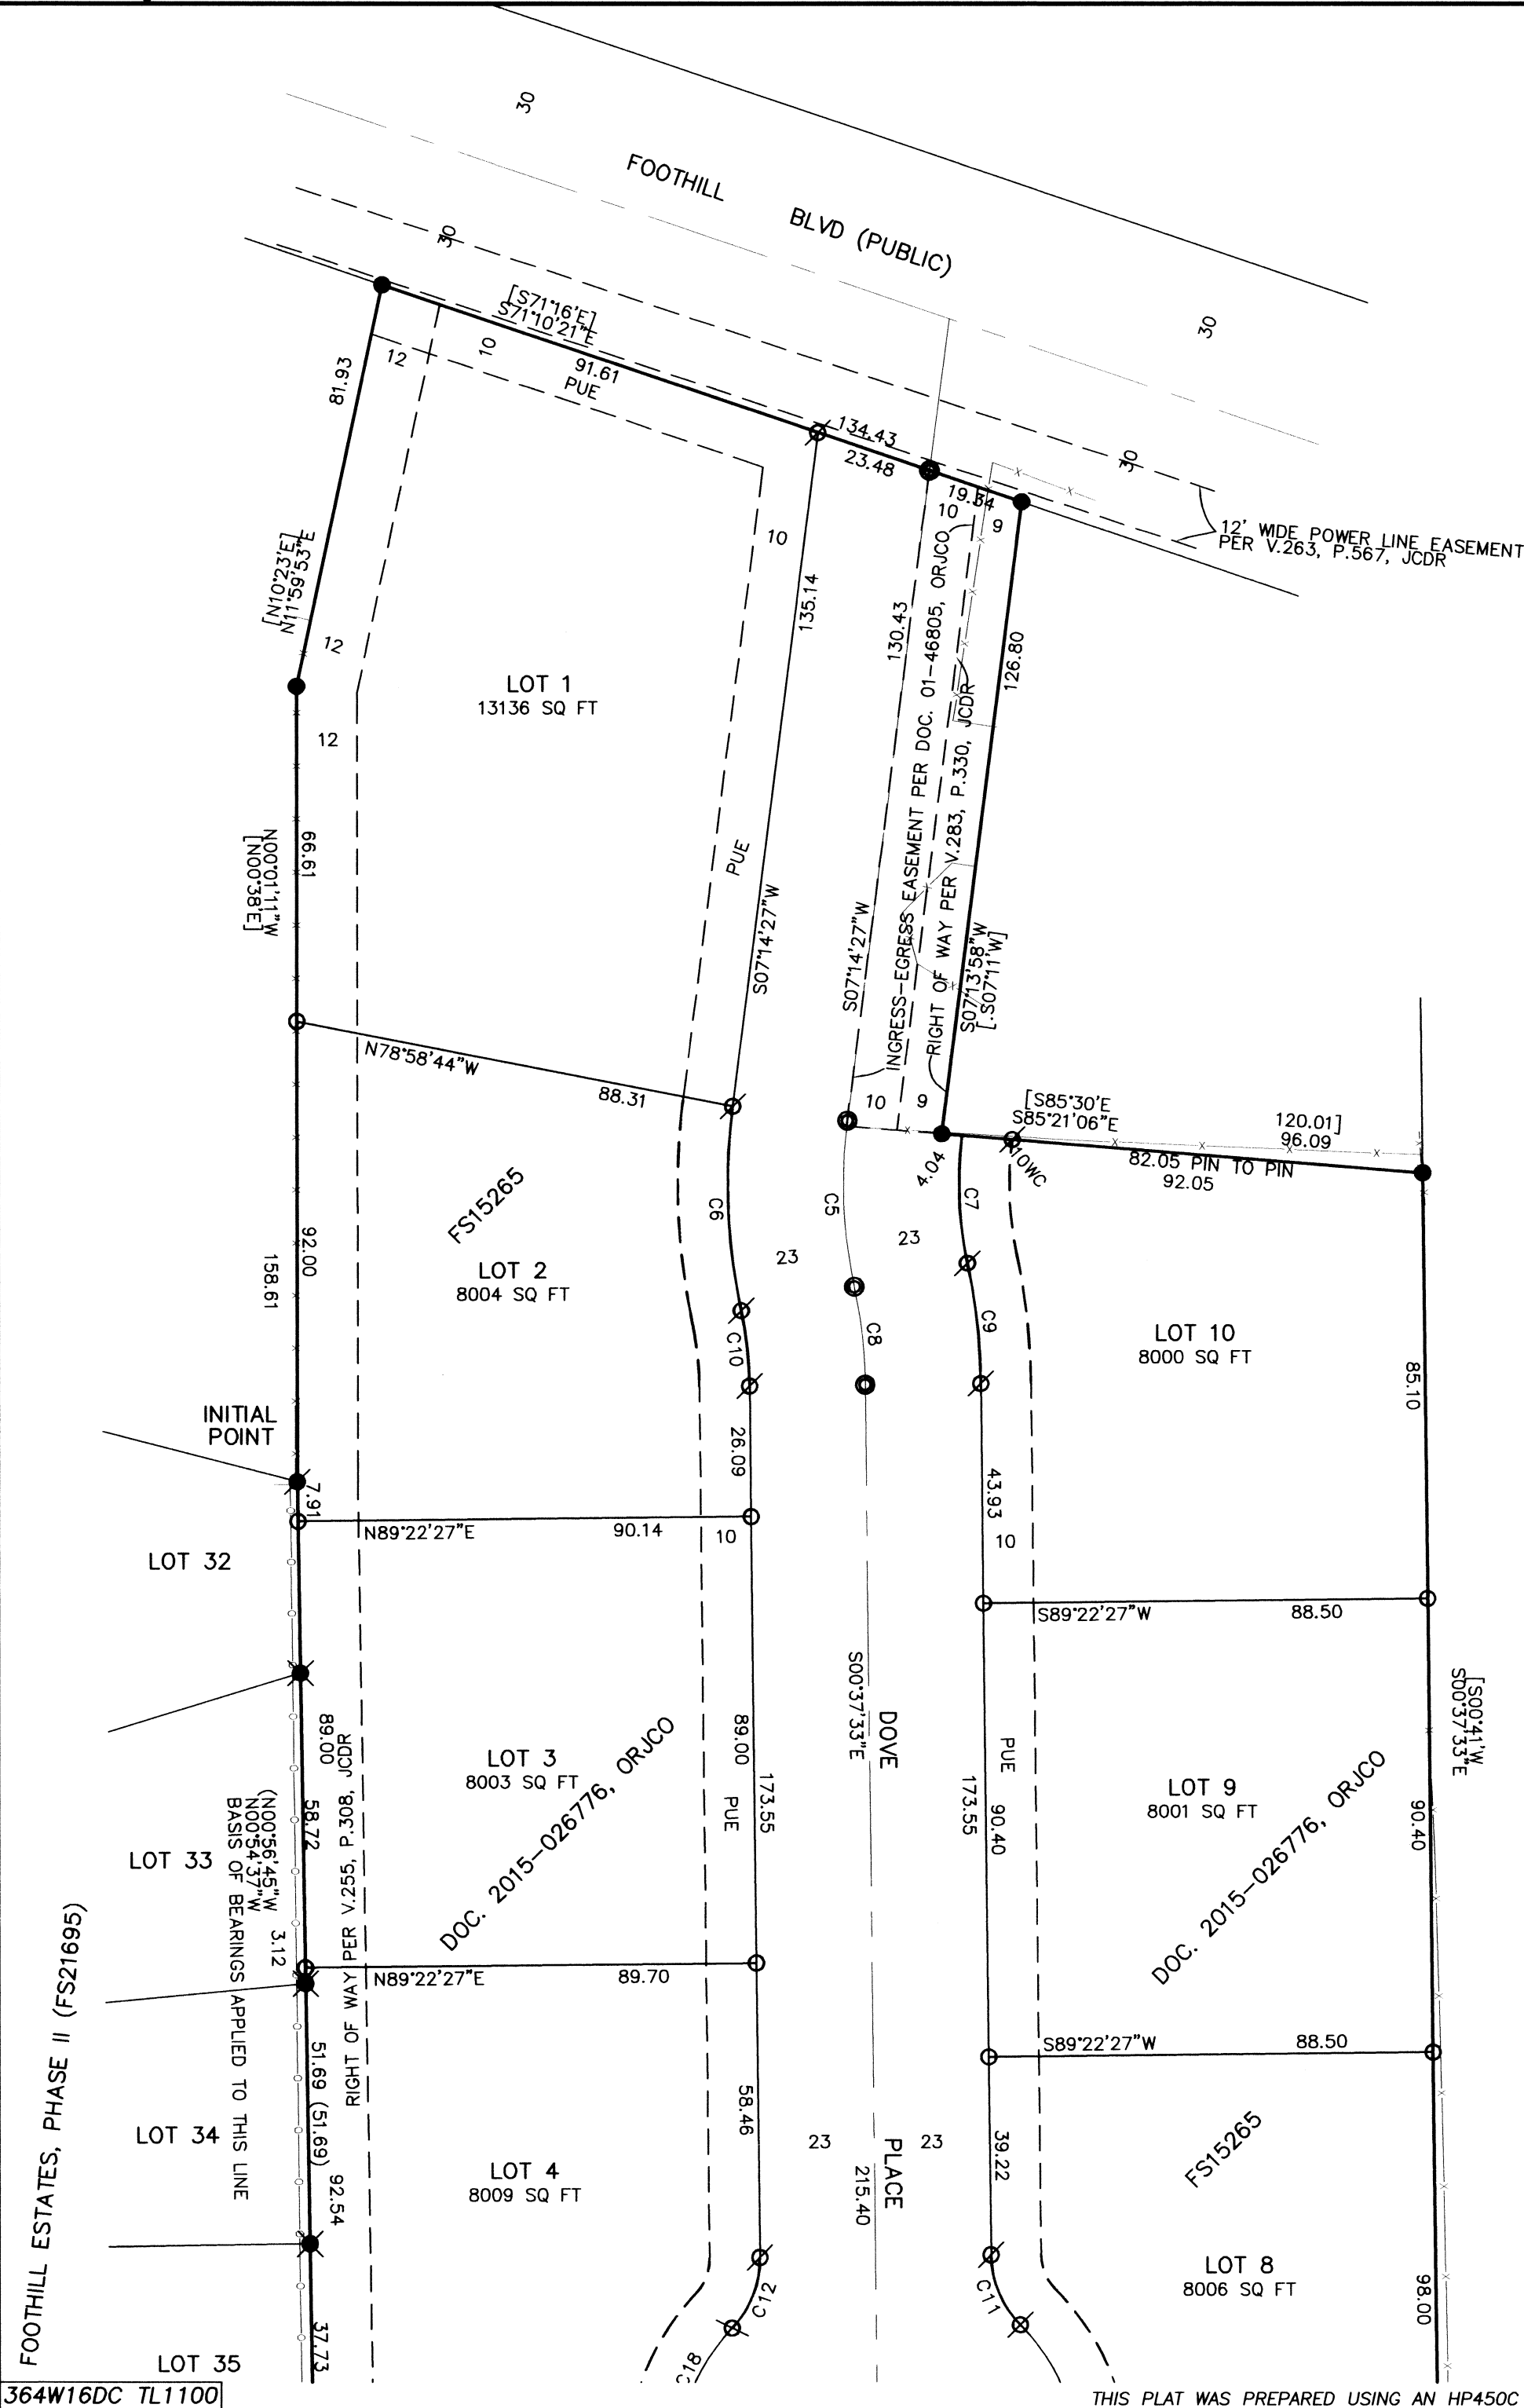 30
FOOTHILL BLVD (PUBLIC)
30
30
30
[S71°16'E]
S71°10'21"E
91.61
PUE
12
10
81.93
134.43
23.48
19.34
10
9
12' WIDE POWER LINE EASEMENT
PER V.263, P.567, JCDR
[N10°23'E]
N11°59'53"E
12
10
135.14
130.43
126.80
LOT 1
13136 SQ FT
12
66.61
N00°01'11"W
[N00°38'E]
PUE
S07°14'27"W
S07°14'27"W
INGRESS-EGRESS EASEMENT PER DOC. 01-46805, ORJCO
RIGHT OF WAY PER V.283, P.330, JCDR
S07°13'58"W
[.S07°11'W]
N78°58'44"W
88.31
10
9
[S85°30'E
120.01]
S85°21'06"E
96.09
10WC
82.05 PIN TO PIN
92.05
4.04
C6
C5
C7
23
23
FS15265
LOT 2
8004 SQ FT
92.00
158.61
C10
C8
C9
LOT 10
8000 SQ FT
85.10
INITIAL
POINT
7.91
26.09
43.93
N89°22'27"E
90.14
10
10
LOT 32
S89°22'27"W
88.50
S00°37'33"E
DOVE
[S00°41'W
S00°37'33"E
LOT 3
8003 SQ FT
89.00
58.72
89.00
173.55
PUE
PUE
173.55
90.40
LOT 9
8001 SQ FT
90.40
DOC. 2015-026776, ORJCO
DOC. 2015-026776, ORJCO
RIGHT OF WAY PER V.255, P.308, JCDR
LOT 33
(N00°56'45"W
N00°54'37"W
BASIS OF BEARINGS APPLIED TO THIS LINE
3.12
N89°22'27"E
89.70
S89°22'27"W
88.50
FOOTHILL ESTATES, PHASE II (FS21695)
LOT 34
51.69 (51.69)
92.54
LOT 4
8009 SQ FT
58.46
23
PLACE
215.40
23
39.22
FS15265
LOT 8
8006 SQ FT
98.00
C12
C11
C18
37.73
LOT 35
364W16DC TL1100
THIS PLAT WAS PREPARED USING AN HP450C